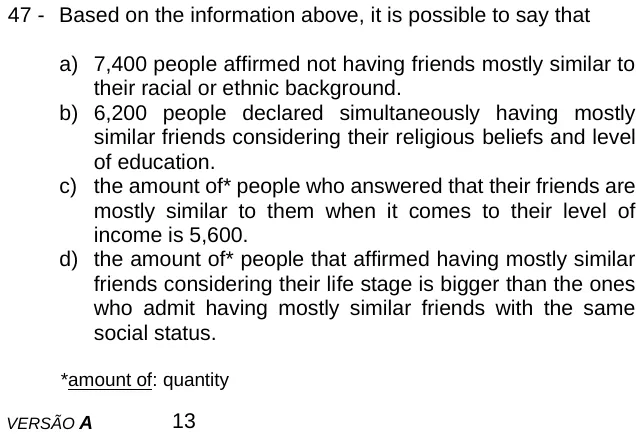 47 - Based on the information above, it is possible to say that
a) 7,400 people affirmed not having friends mostly similar to
their racial or ethnic background.
b) 6,200 people declared simultaneously having mostly
similar friends considering their religious beliefs and level
of education.
c) the amount of* people who answered that their friends are
mostly similar to them when it comes to their level of
income is 5,600.
d) the amount of* people that affirmed having mostly similar
friends considering their life stage is bigger than the ones
who admit having mostly similar friends with the same
social status.
*amount of: quantity
VERSÃO A 13